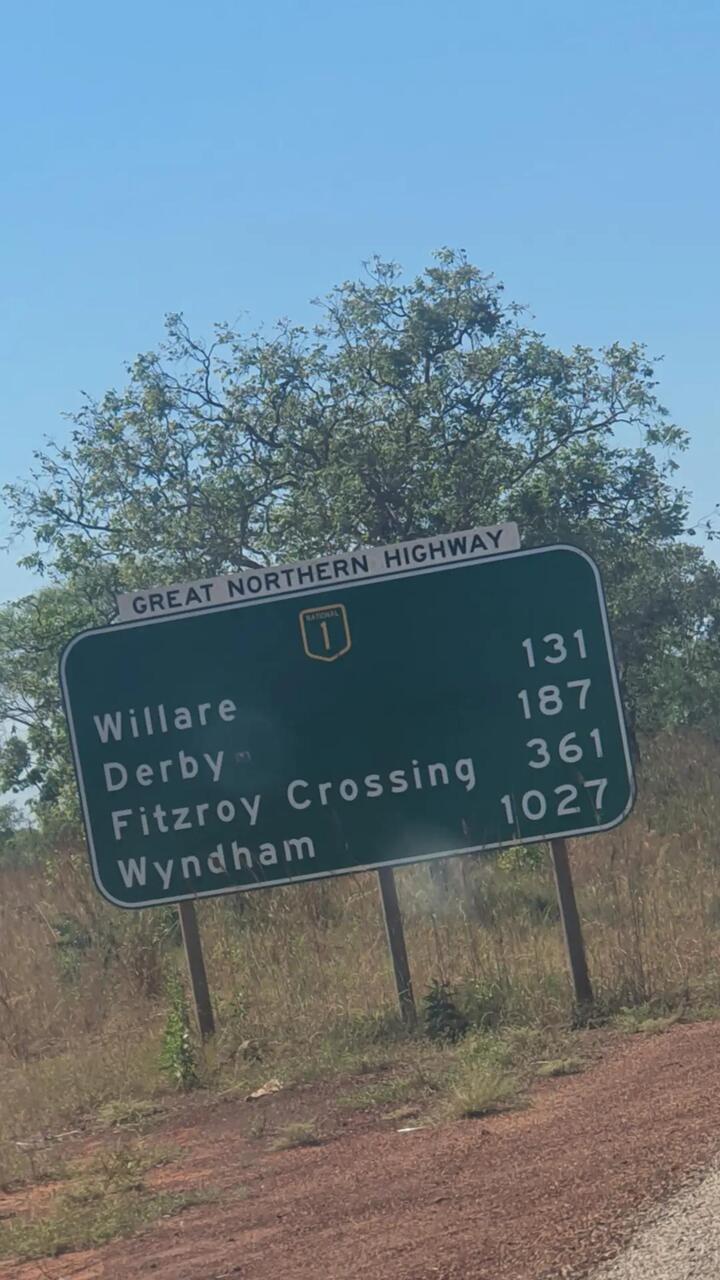 GREAT NORTHERN HIGHWAY
NATIONAL
1
Willare 131
Derby 187
Fitzroy Crossing 361
Wyndham 1027